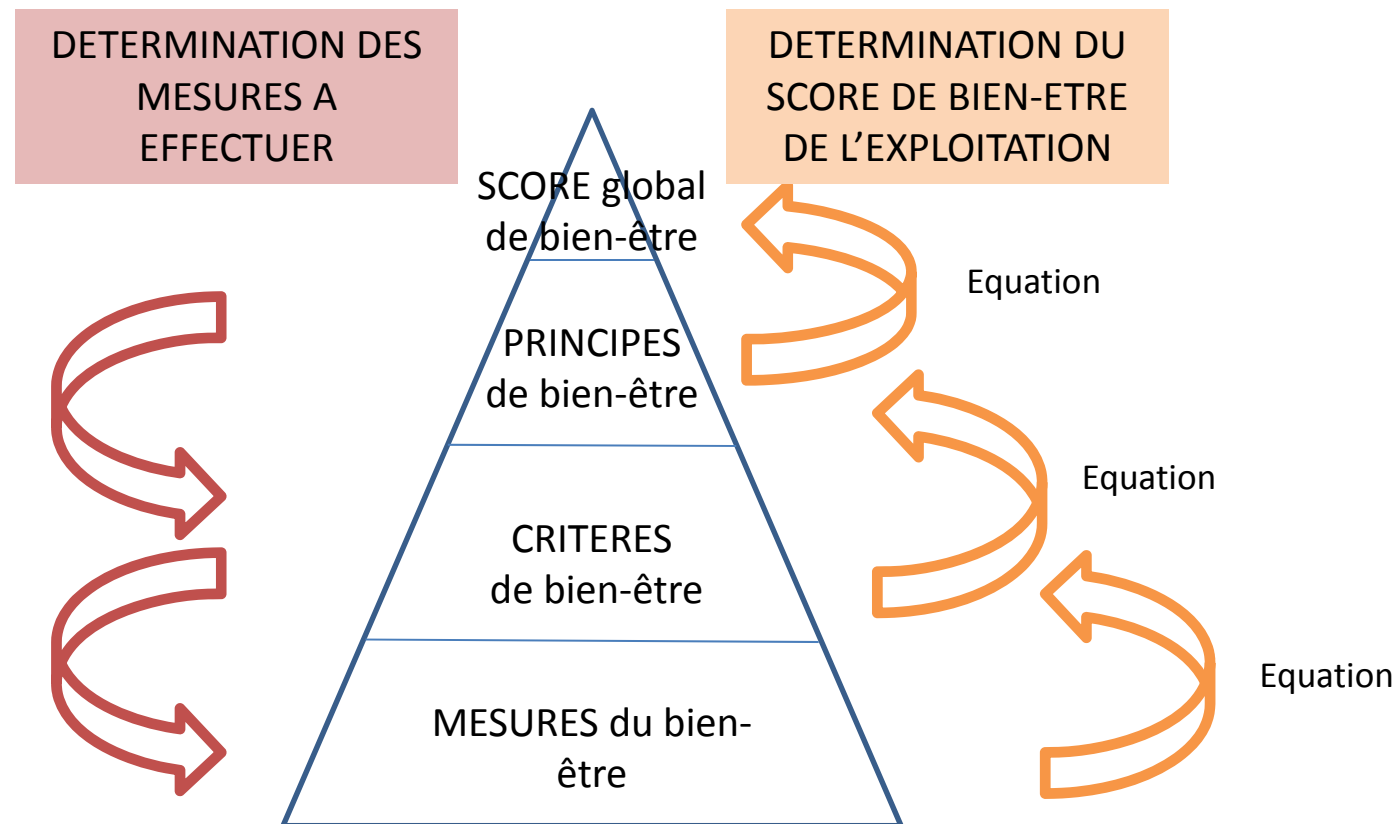 DETERMINATION DES
MESURES A
EFFECTUER
DETERMINATION DU
SCORE DE BIEN-ETRE
DE L’EXPLOITATION
SCORE global
de bien-être
Equation
PRINCIPES
de bien-être
Equation
CRITERES
de bien-être
Equation
MESURES du bien-
être